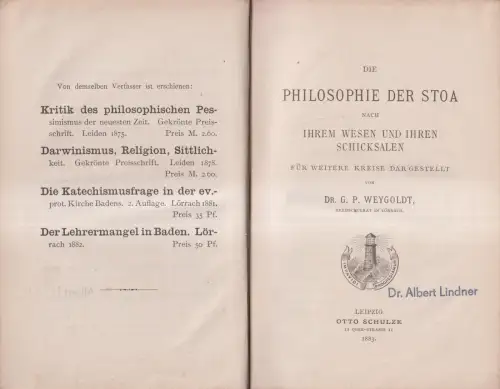 Von demselben Verfasser ist erschienen:
Kritik des philosophischen Pes-
simismus der neuesten Zeit. Gekrönte Preis-
schrift. Leiden 1875. Preis M. 2.60.
Darwinismus, Religion, Sittlich-
keit. Gekrönte Preisschrift. Leiden 1878.
Preis M. 2.60.
Die Katechismusfrage in der ev.-
prot. Kirche Badens. 2. Auflage. Lörrach 1881.
Preis 35 Pf.
Der Lehrermangel in Baden. Lör-
rach 1882. Preis 50 Pf.
DIE
PHILOSOPHIE DER STOA
NACH
IHREM WESEN UND IHREN
SCHICKSALEN
FÜR WEITERE KREISE DARGESTELLT
VON
DR. G. P. WEYGOLDT,
IN LÖRRACH.
Dr. Albert Lindner
LEIPZIG
OTTO SCHULZE
11
1883.